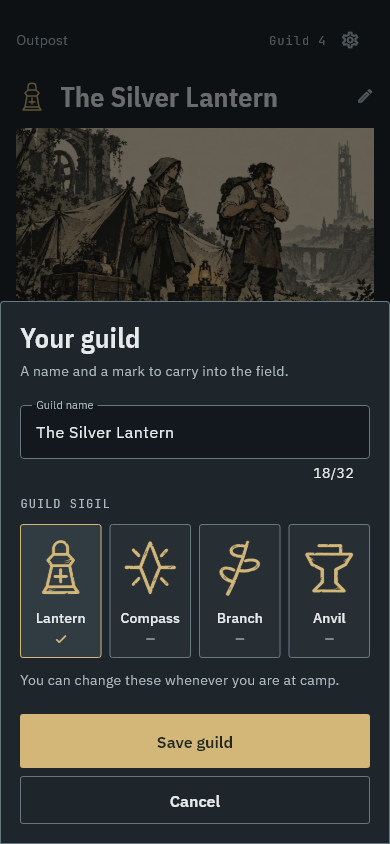 Outpost
Guild 4
The Silver Lantern
Your guild
A name and a mark to carry into the field.
Guild name
The Silver Lantern
18/32
GUILD SIGIL
Lantern
Compass
Branch
Anvil
You can change these whenever you are at camp.
Save guild
Cancel